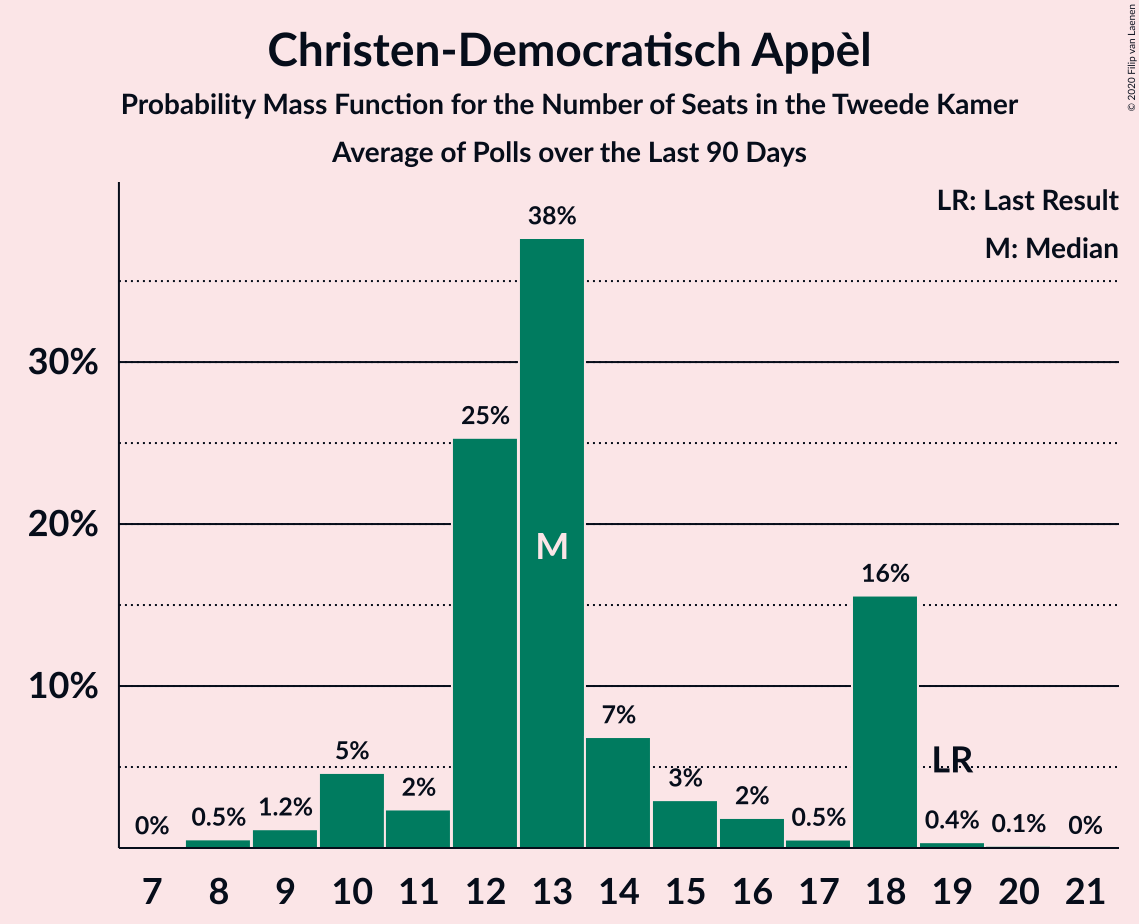 Christen-Democratisch Appèl
Probability Mass Function for the Number of Seats in the Tweede Kamer
Average of Polls over the Last 90 Days
© 2020 Filip van Laenen
LR: Last Result
M: Median
38%
30%
25%
20%
M
16%
10%
7%
5%
LR
3%
2%
2%
1.2%
0.5%
0.5%
0.4%
0.1%
0%
0%
7 8 9 10 11 12 13 14 15 16 17 18 19 20 21